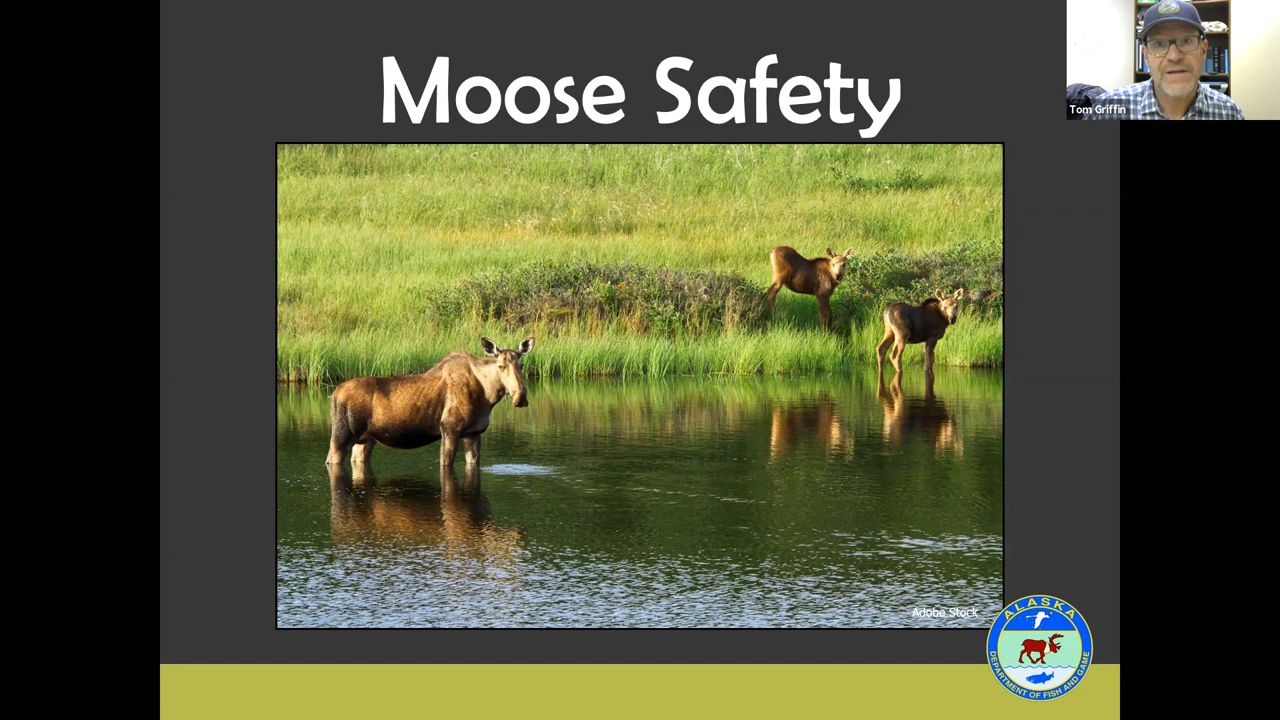 Moose Safety
Tom Griffin
Adobe Stock
ALASKA
DEPARTMENT OF FISH AND GAME